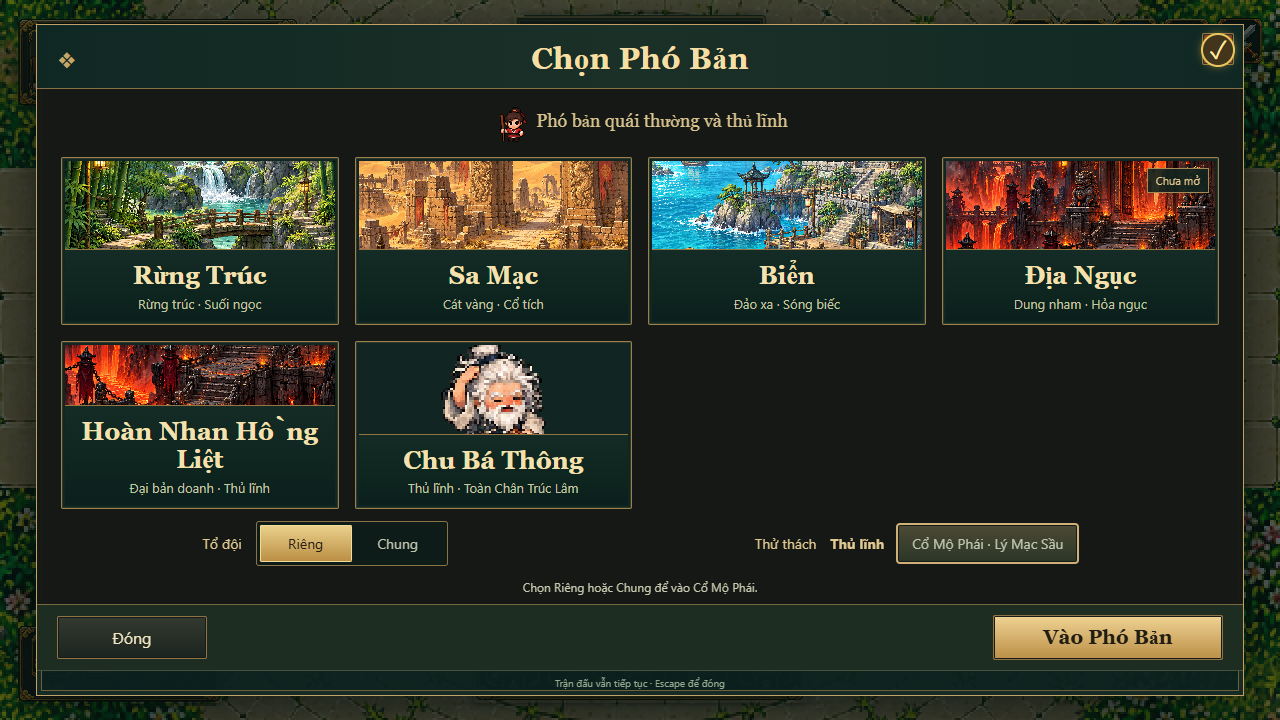 Chọn Phó Bản
Phó bản quái thường và thủ lĩnh
Rừng Trúc
Rừng trúc · Suối ngọc
Sa Mạc
Cát vàng · Cổ tích
Biển
Đảo xa · Sóng biếc
Chưa mở
Địa Ngục
Dung nham · Hỏa ngục
Hoàn Nhan Hồng
Liệt
Đại bản doanh · Thủ lĩnh
Chu Bá Thông
Thủ lĩnh · Toàn Chân Trúc Lâm
Tổ đội Riêng Chung
Thử thách Thủ lĩnh Cổ Mộ Phái · Lý Mạc Sầu
Chọn Riêng hoặc Chung để vào Cổ Mộ Phái.
Đóng
Vào Phó Bản
Trận đấu vẫn tiếp tục · Escape để đóng